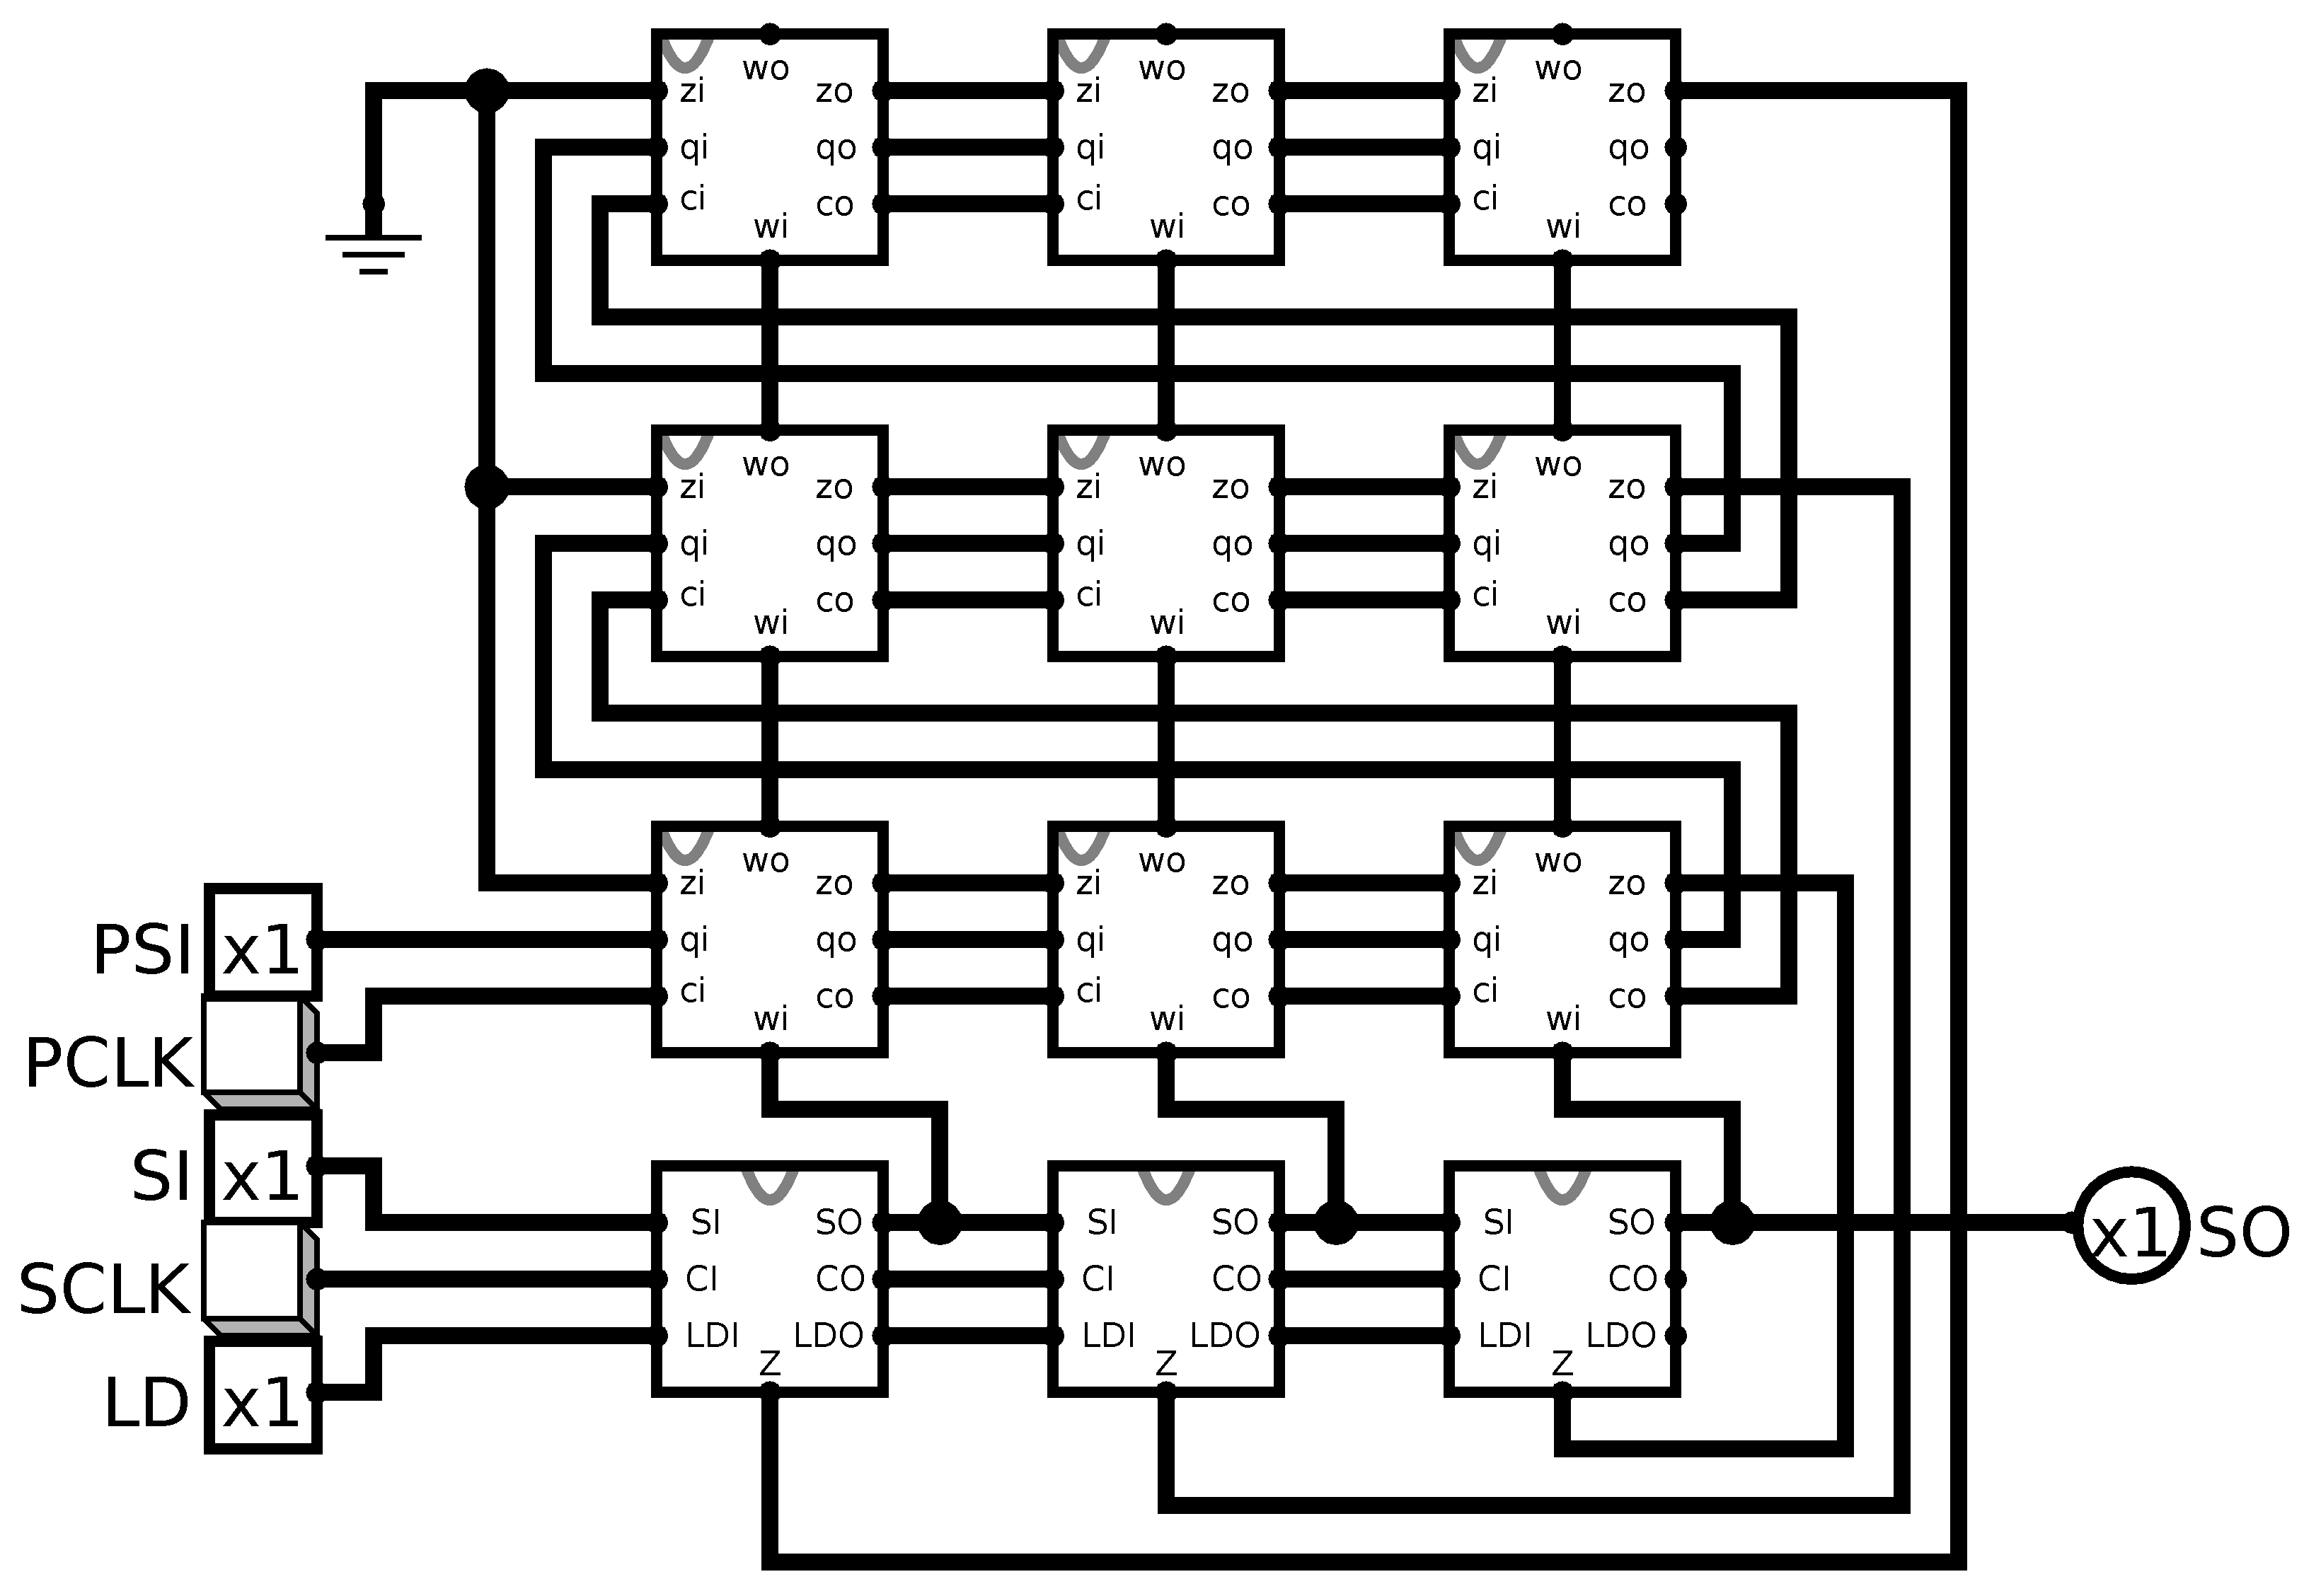 wo wo wo
zi zo zi zo zi zo
qi qo qi qo qi qo
ci co ci co ci co
wi wi wi
wo wo wo
zi zo zi zo zi zo
qi qo qi qo qi qo
ci co ci co ci co
wi wi wi
wo wo wo
zi zo zi zo zi zo
PSI x1 qi qo qi qo qi qo
ci co ci co ci co
wi wi wi
PCLK
SI x1
SI SO SI SO SI SO x1 SO
SCLK CI CO CI CO CI CO
LDI LDO LDI LDO LDI LDO
Z Z Z
LD x1